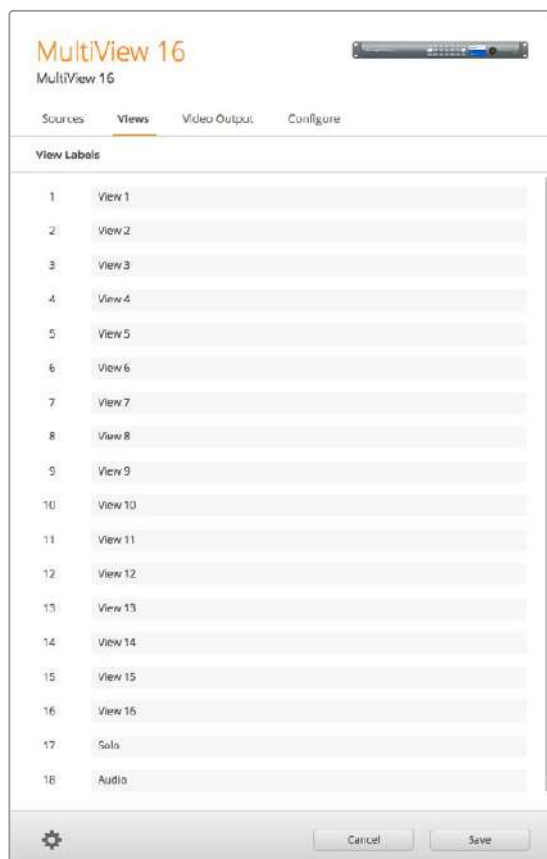 MultiView 16
MultiView 16
Sources Views Video Output Configure
View Labels
1 View 1
2 View 2
3 View 3
4 View 4
5 View 5
6 View 6
7 View 7
8 View 8
9 View 9
10 View 10
11 View 11
12 View 12
13 View 13
14 View 14
15 View 15
16 View 16
17 Solo
18 Audio
Cancel Save